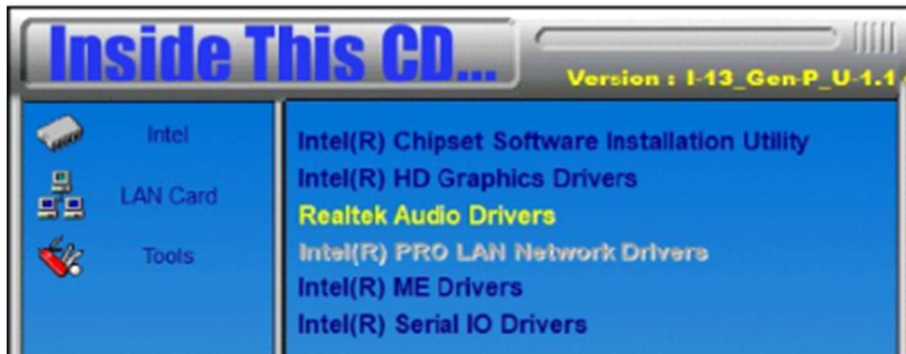 Inside This CD...
Version : I-13_Gen-P_U-1.1
Intel
LAN Card
Tools
Intel(R) Chipset Software Installation Utility
Intel(R) HD Graphics Drivers
Realtek Audio Drivers
Intel(R) PRO LAN Network Drivers
Intel(R) ME Drivers
Intel(R) Serial IO Drivers